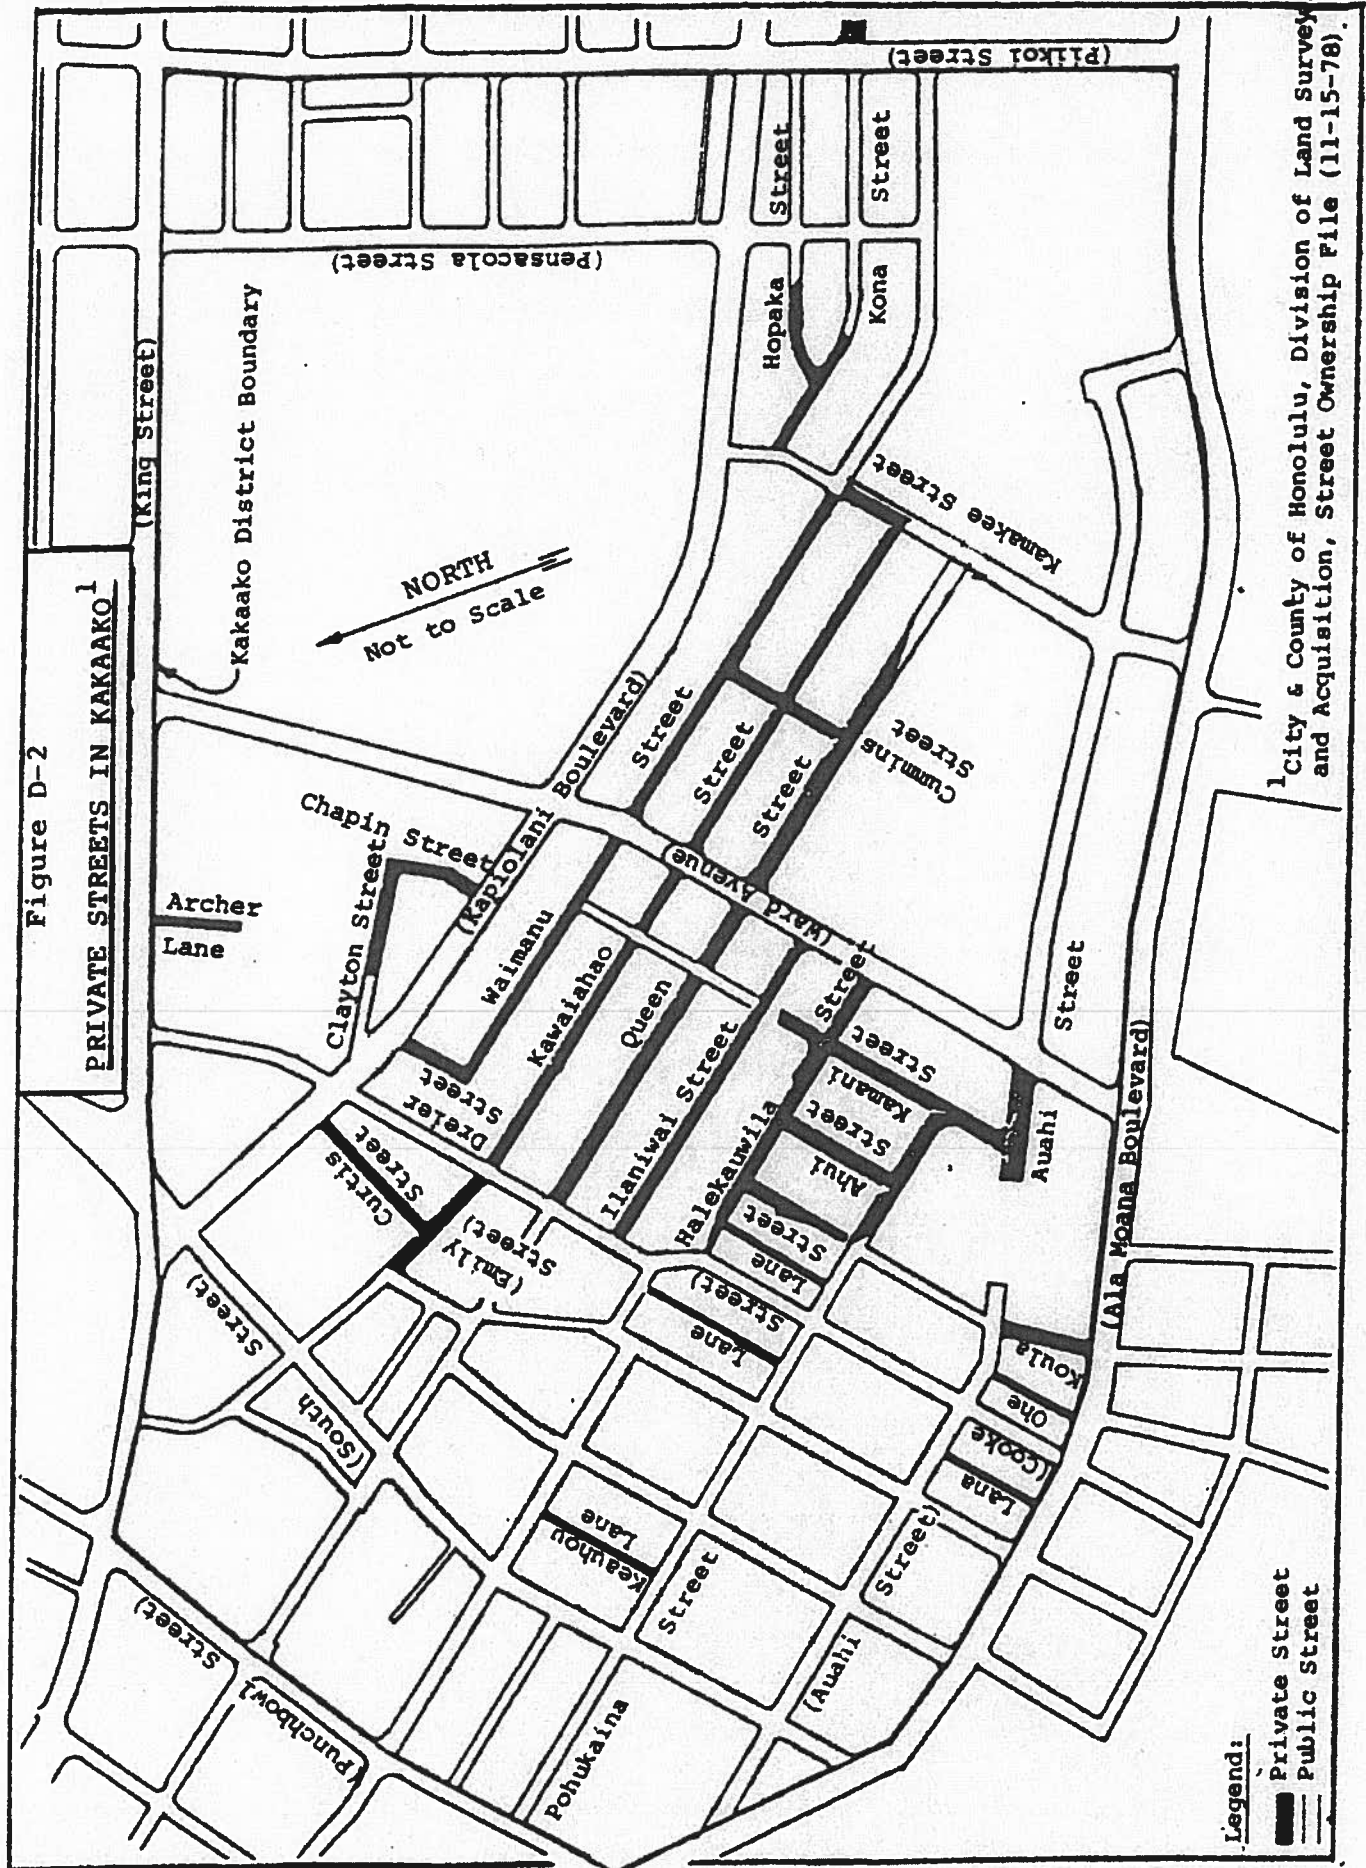 Figure D-2
PRIVATE STREETS IN KAKAAKO1
(King Street)
Kakaako District Boundary
NORTH
Not to Scale
(Piikoi Street)
(Pensacola Street)
Street
Street
Hopaka
Kona
Kamakee Street
Archer
Lane
Chapin Street
Clayton Street
(Kapiolani Boulevard)
Street
Street
Street
Cummins
Street
(Ward Avenue)
Waimanu
Kawaiahao
Queen
Ilaniwai Street
Halekauwila
Street
Street
Kamani
Street
Ahui
Street
Lane
Dreier
Street
Curtis
Street
(Emily
Street)
Street)
Lane
Auahi
Street
(Ala Moana Boulevard)
Koula
Ohe
(Cooke
Lana
Street)
(South
Keauhou
Lane
Street
Street)
(Auahi
Pohukaina
(Punchbowl
Street)
Legend:
Private Street
Public Street
1City & County of Honolulu, Division of Land Survey
and Acquisition, Street Ownership File (11-15-78).